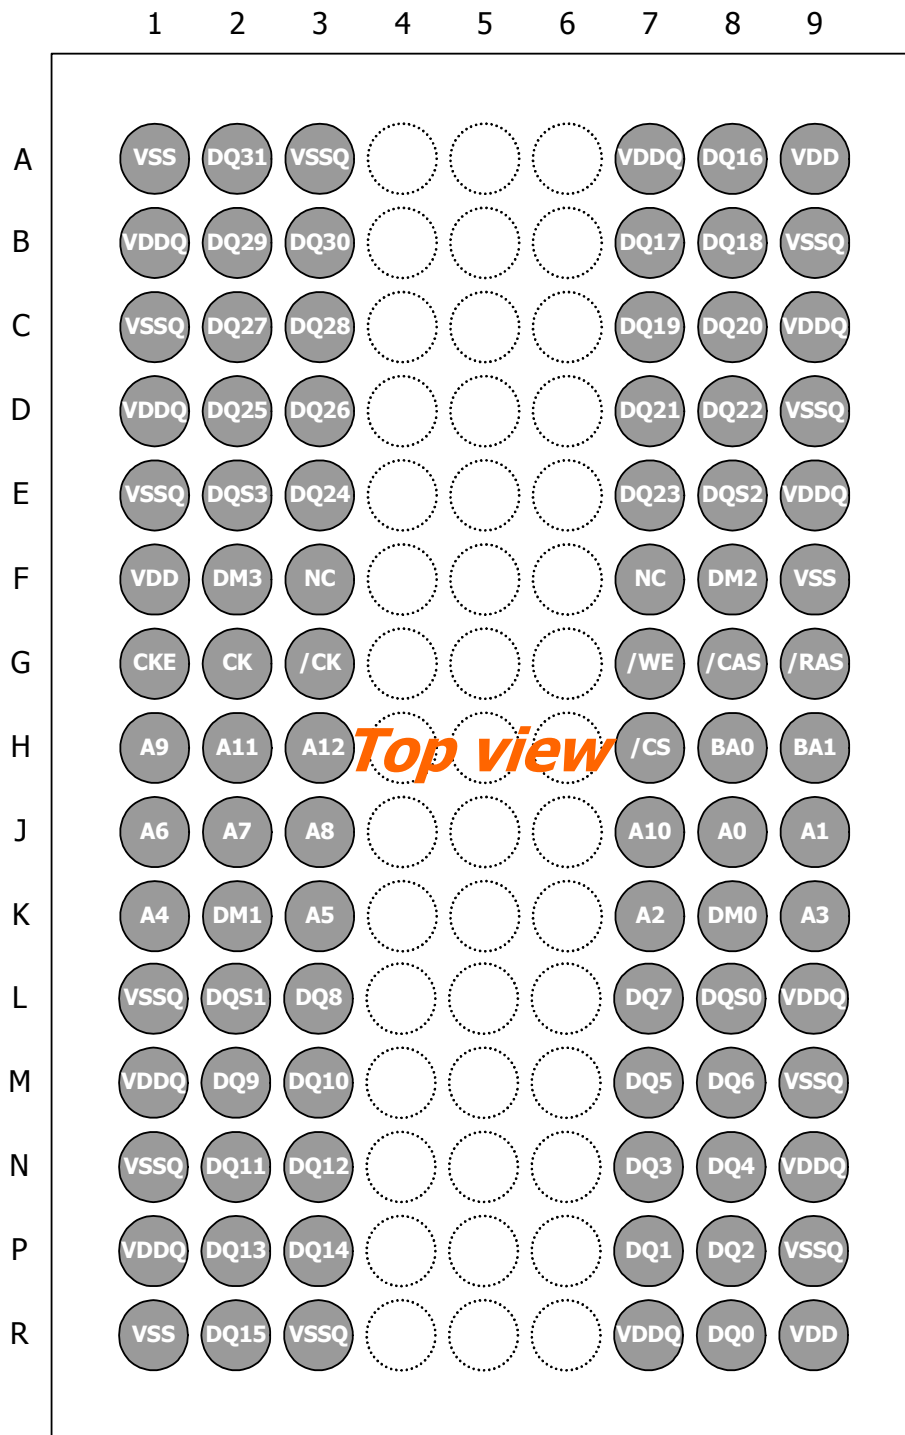 1 2 3 4 5 6 7 8 9
A VSS DQ31 VSSQ VDDQ DQ16 VDD
B VDDQ DQ29 DQ30 DQ17 DQ18 VSSQ
C VSSQ DQ27 DQ28 DQ19 DQ20 VDDQ
D VDDQ DQ25 DQ26 DQ21 DQ22 VSSQ
E VSSQ DQS3 DQ24 DQ23 DQS2 VDDQ
F VDD DM3 NC NC DM2 VSS
G CKE CK /CK /WE /CAS /RAS
H A9 A11 A12 Top view /CS BA0 BA1
J A6 A7 A8 A10 A0 A1
K A4 DM1 A5 A2 DM0 A3
L VSSQ DQS1 DQ8 DQ7 DQS0 VDDQ
M VDDQ DQ9 DQ10 DQ5 DQ6 VSSQ
N VSSQ DQ11 DQ12 DQ3 DQ4 VDDQ
P VDDQ DQ13 DQ14 DQ1 DQ2 VSSQ
R VSS DQ15 VSSQ VDDQ DQ0 VDD